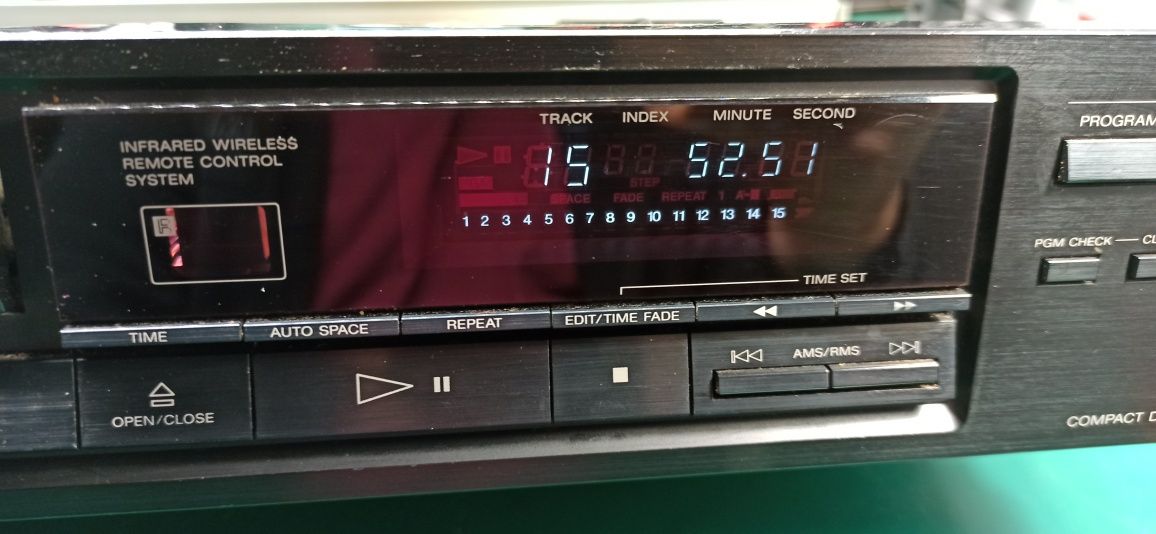 TRACK INDEX MINUTE SECOND
INFRARED WIRELESS
REMOTE CONTROL
SYSTEM
15 52.51
STEP
FADE REPEAT 1
1 2 3 4 5 6 7 8 9 10 11 12 13 14 15
TIME SET
TIME AUTO SPACE REPEAT EDIT/TIME FADE
AMS/RMS
OPEN/CLOSE
PROGRAM
PGM CHECK
COMPACT